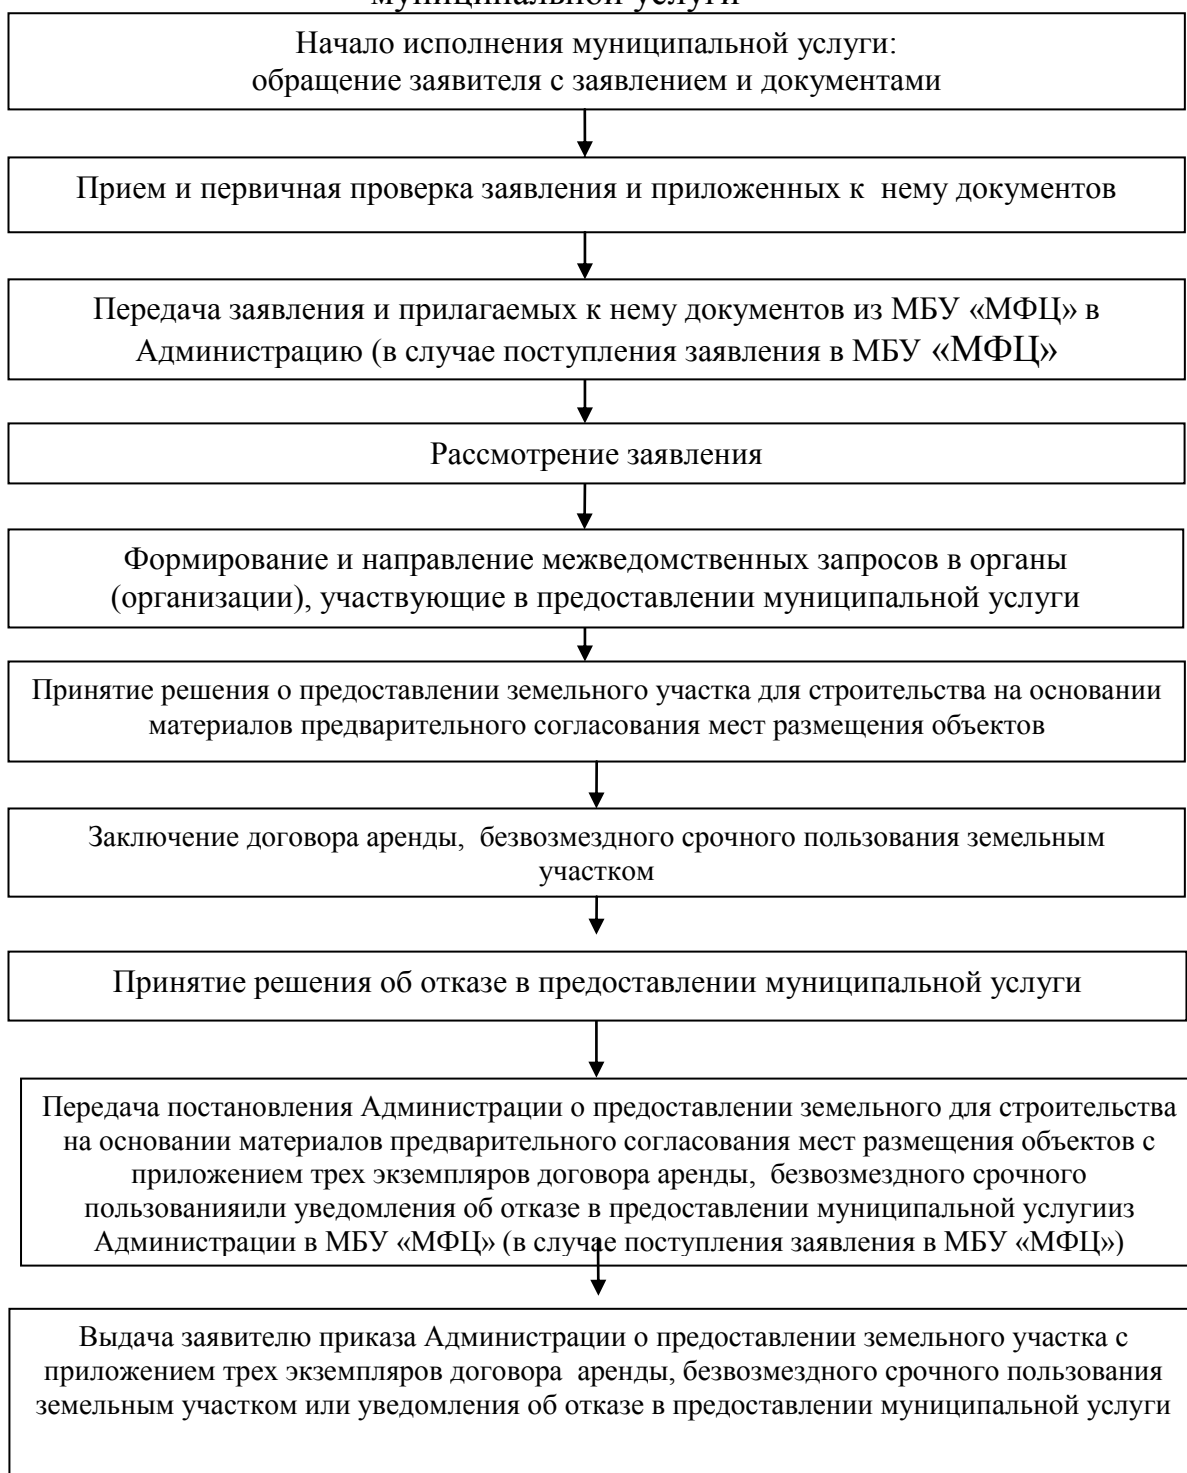 муниципальной услуги
Начало исполнения муниципальной услуги:
обращение заявителя с заявлением и документами
Прием и первичная проверка заявления и приложенных к нему документов
Передача заявления и прилагаемых к нему документов из МБУ «МФЦ» в
Администрацию (в случае поступления заявления в МБУ «МФЦ»
Рассмотрение заявления
Формирование и направление межведомственных запросов в органы
(организации), участвующие в предоставлении муниципальной услуги
Принятие решения о предоставлении земельного участка для строительства на основании
материалов предварительного согласования мест размещения объектов
Заключение договора аренды, безвозмездного срочного пользования земельным
участком
Принятие решения об отказе в предоставлении муниципальной услуги
Передача постановления Администрации о предоставлении земельного для строительства
на основании материалов предварительного согласования мест размещения объектов с
приложением трех экземпляров договора аренды, безвозмездного срочного
пользованияили уведомления об отказе в предоставлении муниципальной услугииз
Администрации в МБУ «МФЦ» (в случае поступления заявления в МБУ «МФЦ»)
Выдача заявителю приказа Администрации о предоставлении земельного участка с
приложением трех экземпляров договора аренды, безвозмездного срочного пользования
земельным участком или уведомления об отказе в предоставлении муниципальной услуги